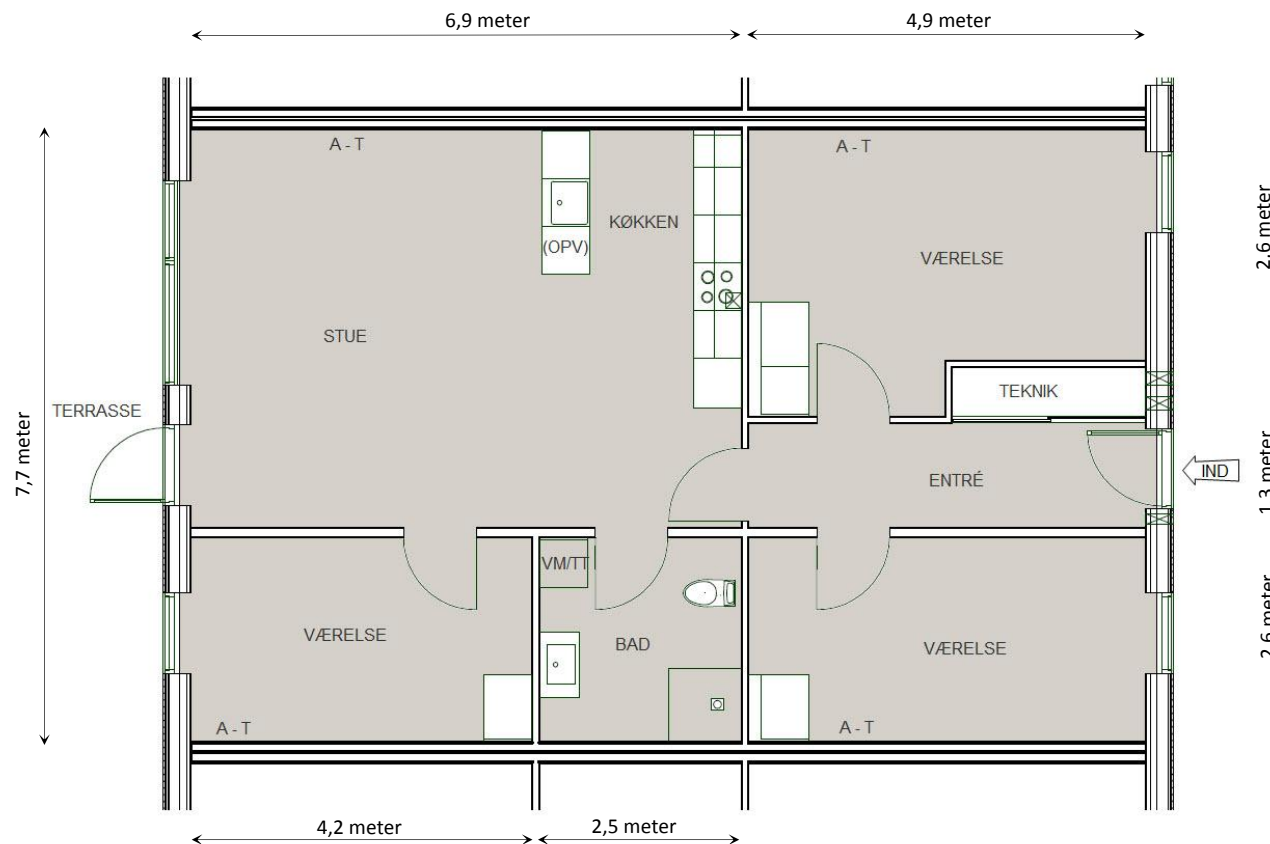 6,9 meter
4,9 meter
A - T
A - T
KØKKEN
2,6 meter
(OPV)
VÆRELSE
STUE
TEKNIK
TERRASSE
7,7 meter
ENTRÉ
IND
1,3 meter
VM/TT
VÆRELSE
BAD
VÆRELSE
2,6 meter
A - T
A - T
4,2 meter
2,5 meter